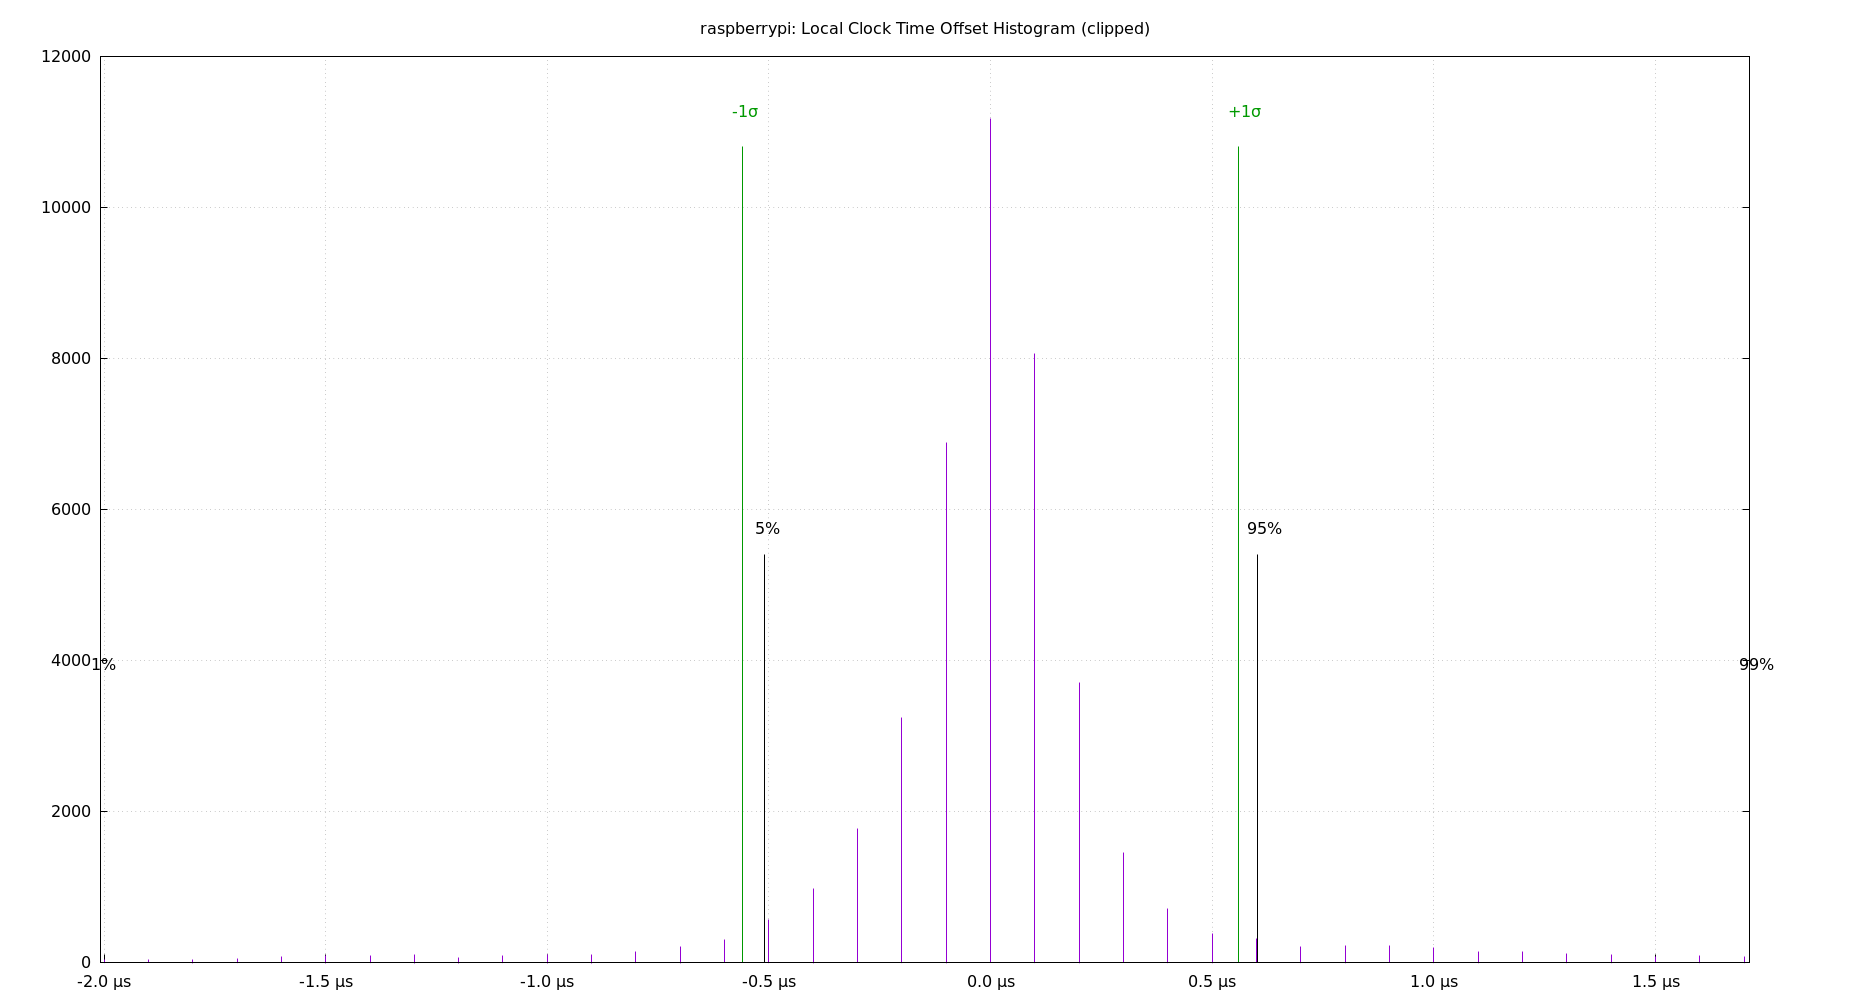 raspberrypi: Local Clock Time Offset Histogram (clipped)
12000
-1σ
+1σ
10000
8000
6000
5%
95%
4000
1%
99%
2000
0
-2.0 µs
-1.5 µs
-1.0 µs
-0.5 µs
0.0 µs
0.5 µs
1.0 µs
1.5 µs